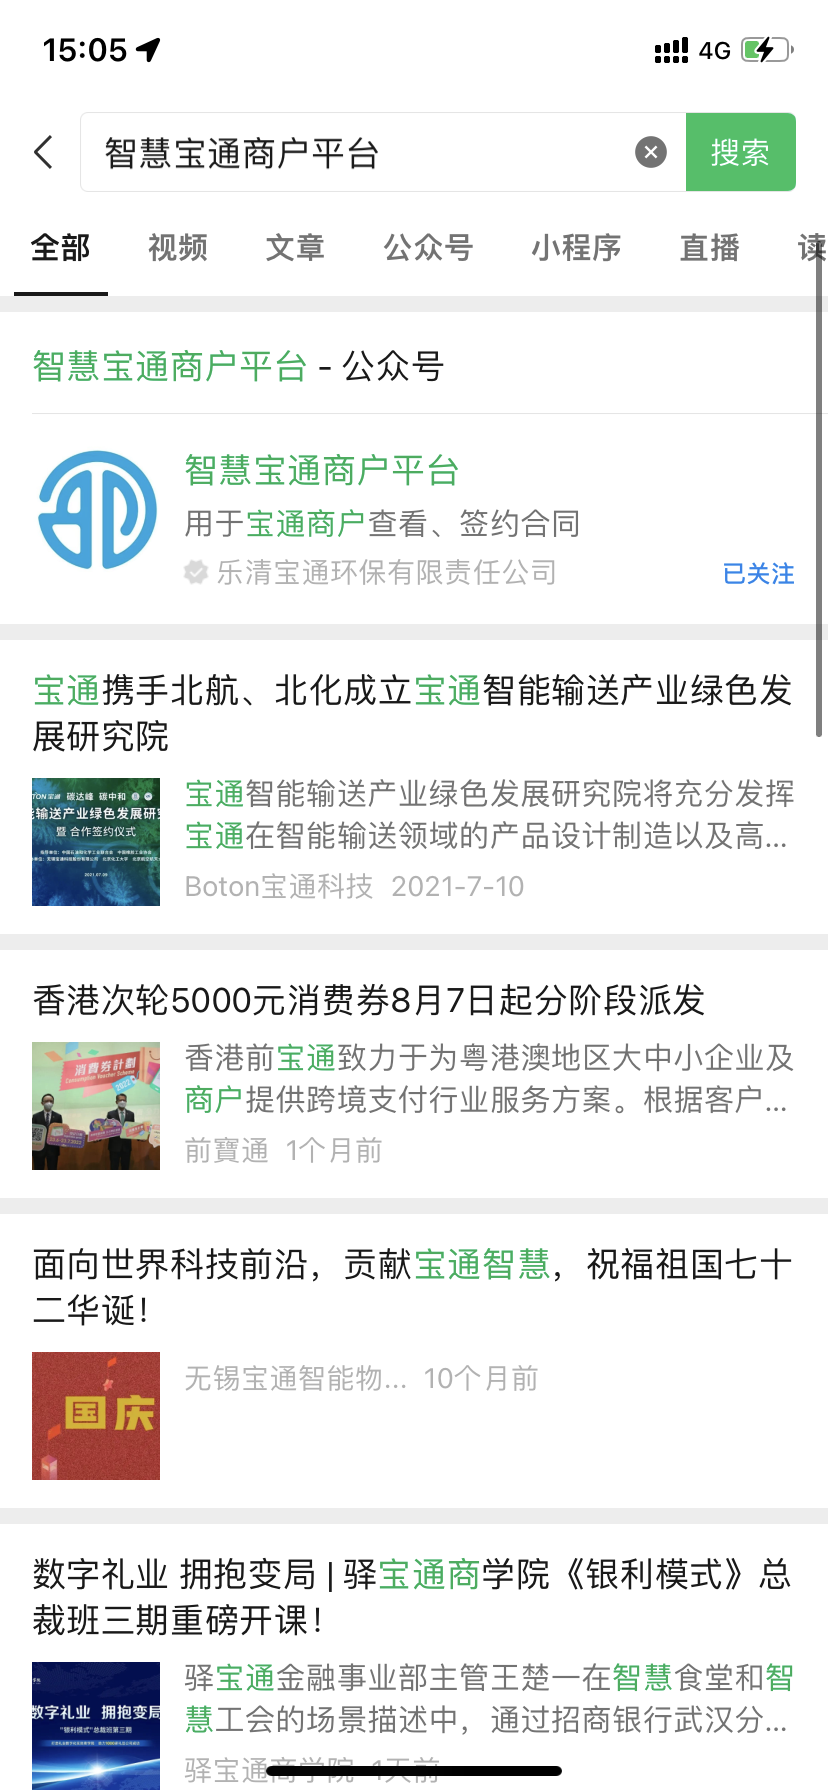 15:05
4G
智慧宝通商户平台
搜索
全部 视频 文章 公众号 小程序 直播 读
智慧宝通商户平台 - 公众号
智慧宝通商户平台
用于宝通商户查看、签约合同
乐清宝通环保有限责任公司
已关注
宝通携手北航、北化成立宝通智能输送产业绿色发
展研究院
碳达峰 碳中和
能输送产业绿色发展研究
暨 合作签约仪式
2021.07.09
宝通智能输送产业绿色发展研究院将充分发挥
宝通在智能输送领域的产品设计制造以及高...
Boton宝通科技 2021-7-10
香港次轮5000元消费券8月7日起分阶段派发
消費券計劃
Consumption Voucher Scheme
2022
香港前宝通致力于为粤港澳地区大中小企业及
商户提供跨境支付行业服务方案。根据客户...
前寶通 1个月前
面向世界科技前沿，贡献宝通智慧，祝福祖国七十
二华诞！
国庆
无锡宝通智能物... 10个月前
数字礼业 拥抱变局 | 驿宝通商学院《银利模式》总
裁班三期重磅开课！
数字礼业 拥抱变局
"银利模式"总裁班第三期
驿宝通金融事业部主管王楚一在智慧食堂和智
慧工会的场景描述中，通过招商银行武汉分...
驿宝通商学院 1天前